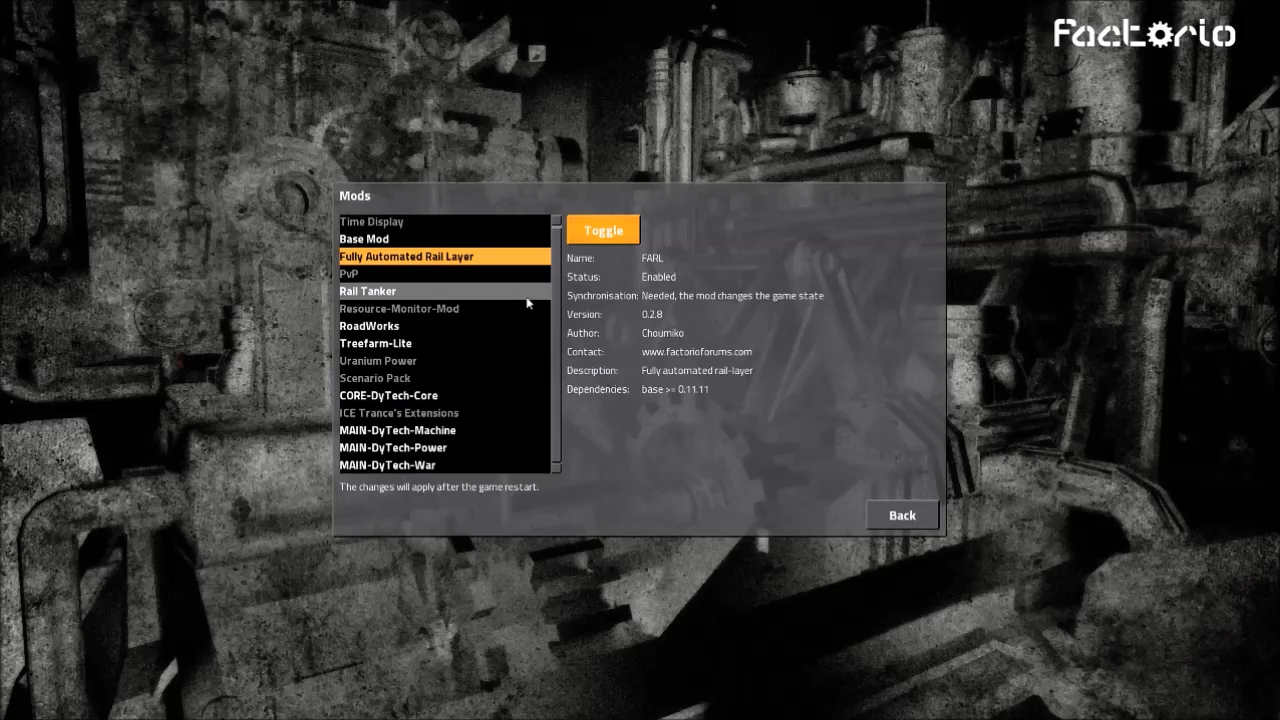 Factorio
Mods
Time Display
Base Mod
Fully Automated Rail Layer
PvP
Rail Tanker
Resource-Monitor-Mod
RoadWorks
Treefarm-Lite
Uranium Power
Scenario Pack
CORE-DyTech-Core
ICE Trance's Extensions
MAIN-DyTech-Machine
MAIN-DyTech-Power
MAIN-DyTech-War
The changes will apply after the game restart.
Toggle
Name: FARL
Status: Enabled
Synchronisation: Needed, the mod changes the game state
Version: 0.2.8
Author: Choumiko
Contact: www.factorioforums.com
Description: Fully automated rail-layer
Dependencies: base >= 0.11.11
Back